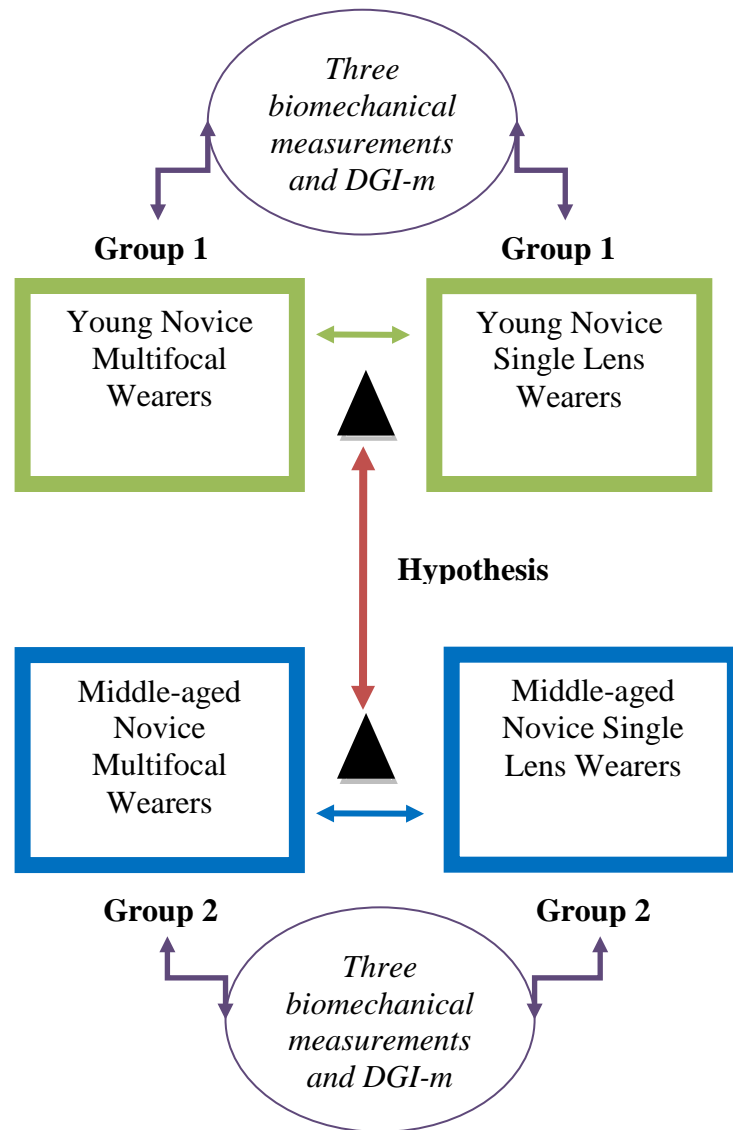 Three
biomechanical
measurements
and DGI-m
Group 1
Group 1
Young Novice
Multifocal
Wearers
Young Novice
Single Lens
Wearers
Hypothesis
Middle-aged
Novice
Multifocal
Wearers
Middle-aged
Novice Single
Lens Wearers
Group 2
Group 2
Three
biomechanical
measurements
and DGI-m